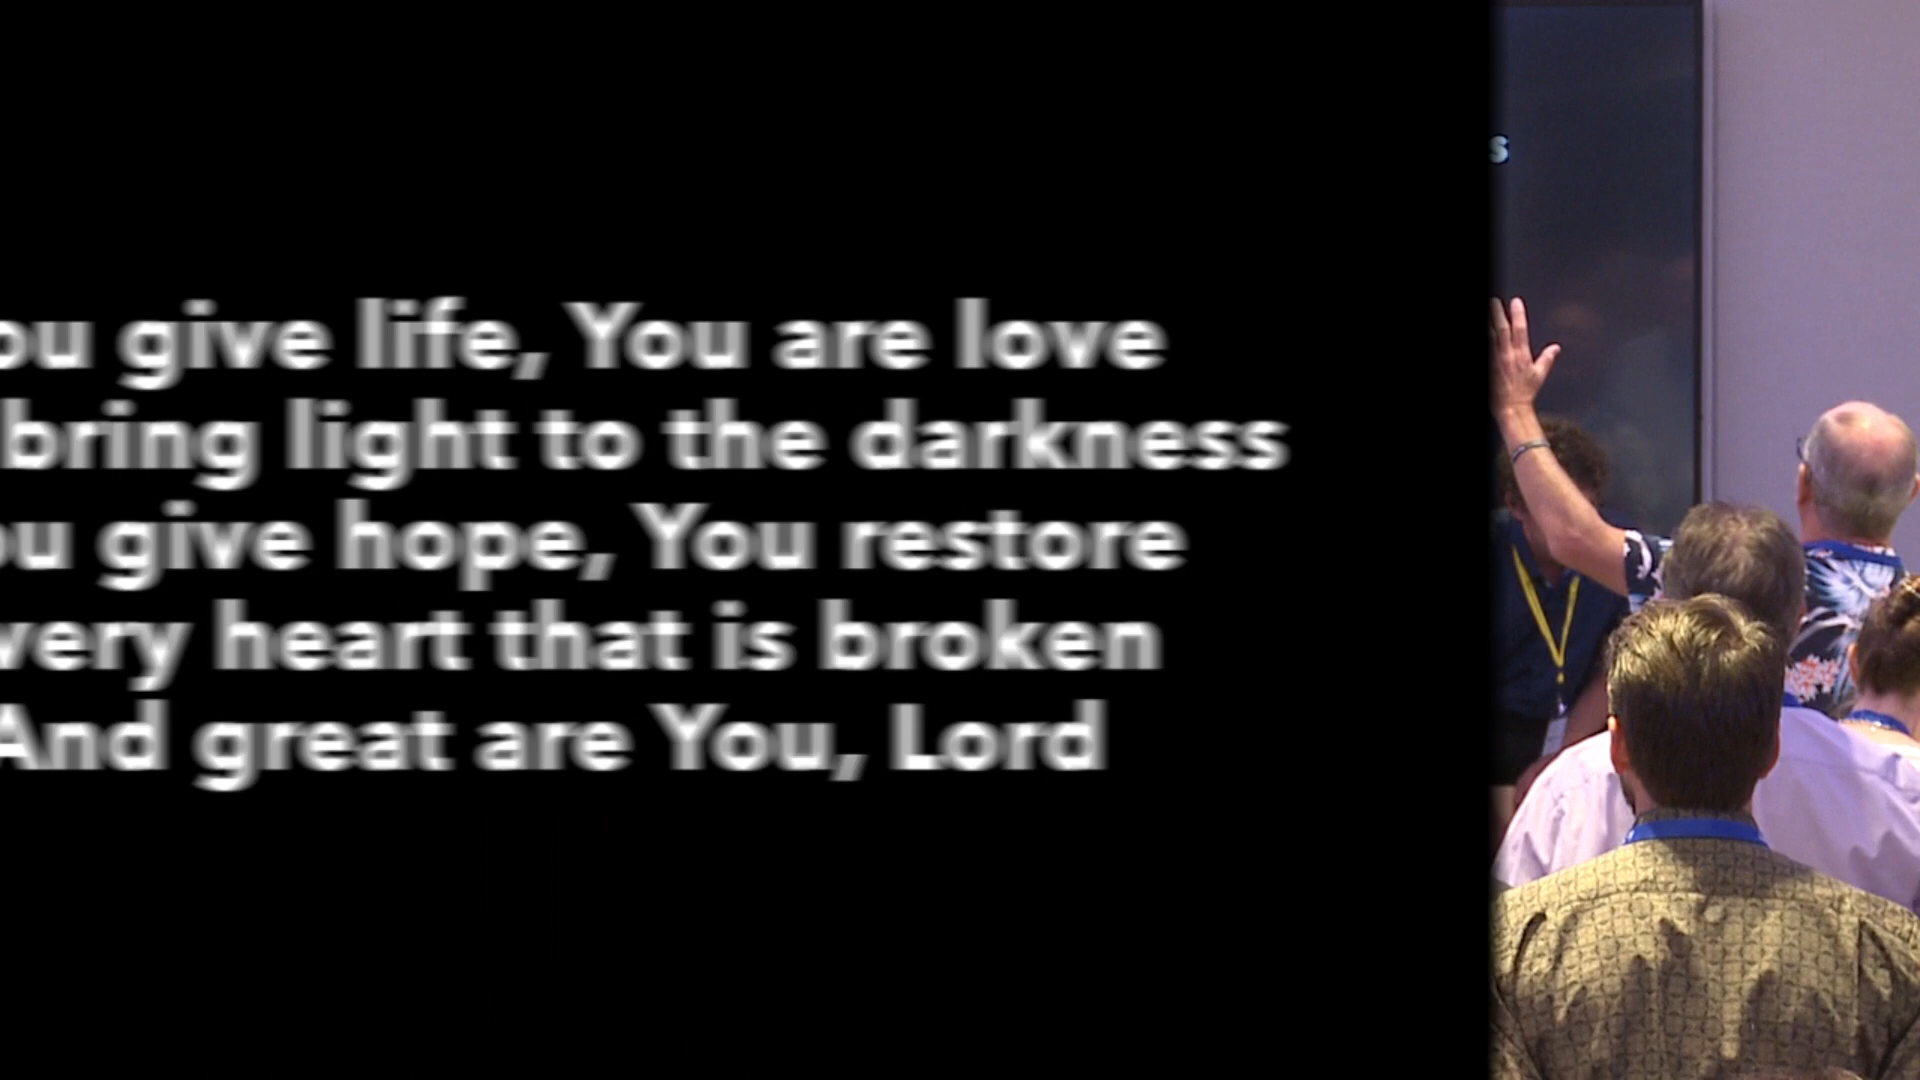 s
ou give life, You are love
bring light to the darkness
ou give hope, You restore
very heart that is broken
And great are You, Lord